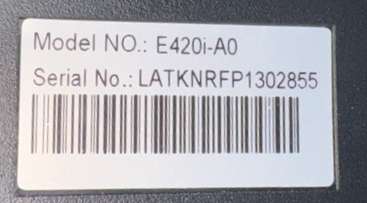 Model NO.: E420i-A0
Serial No.: LATKNRFP1302855